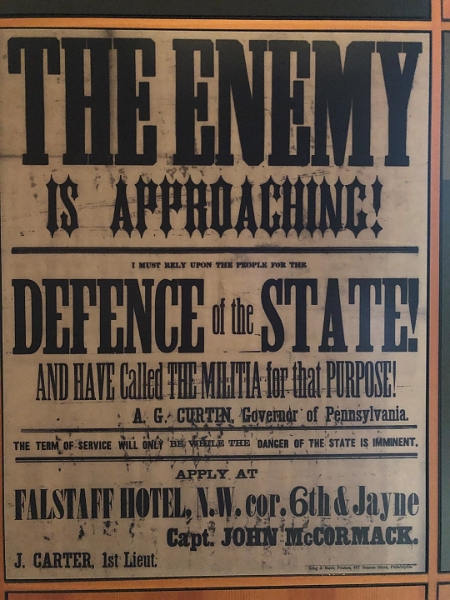 THE ENEMY
IS APPROACHING!
I MUST RELY UPON THE PEOPLE FOR THE
DEFENCE of the STATE!
AND HAVE Called THE MILITIA for that PURPOSE!
A. G. CURTIN, Governor of Pennsylvania.
THE TERM OF SERVICE WILL ONLY BE WHILE THE DANGER OF THE STATE IS IMMINENT.
APPLY AT
FALSTAFF HOTEL, N.W. cor. 6th & Jayne
Capt. JOHN McCORMACK.
J. CARTER, 1st Lieut.